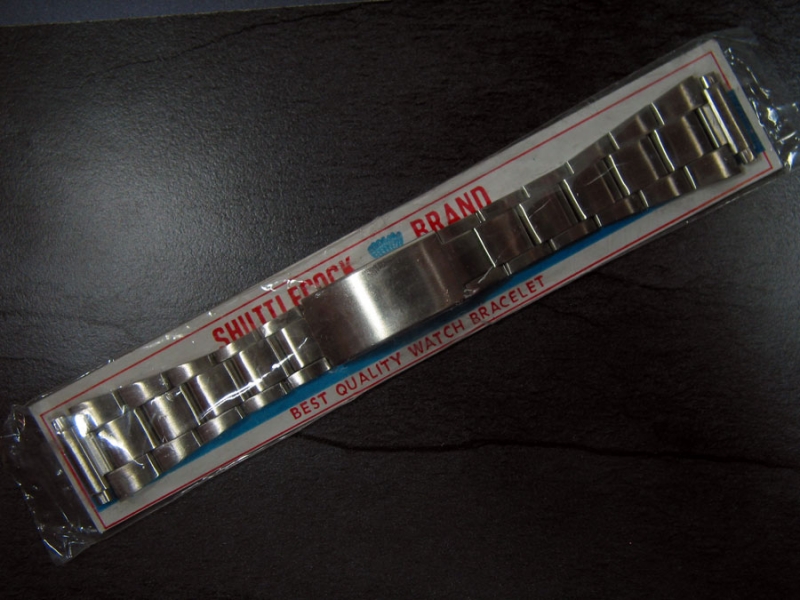 SHUTTLECOCK BRAND
BEST QUALITY WATCH BRACELET